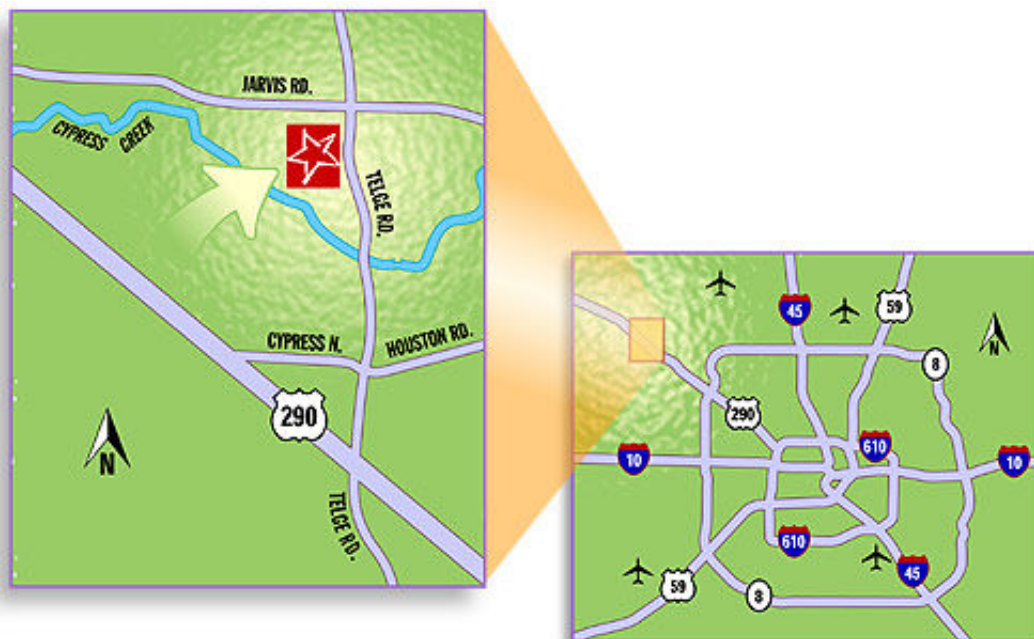 JARVIS RD.
CYPRESS CREEK
TELGE RD.
CYPRESS N. HOUSTON RD.
290
N
TELGE RD.
45
59
N
8
290
610
10
10
610
45
59
8